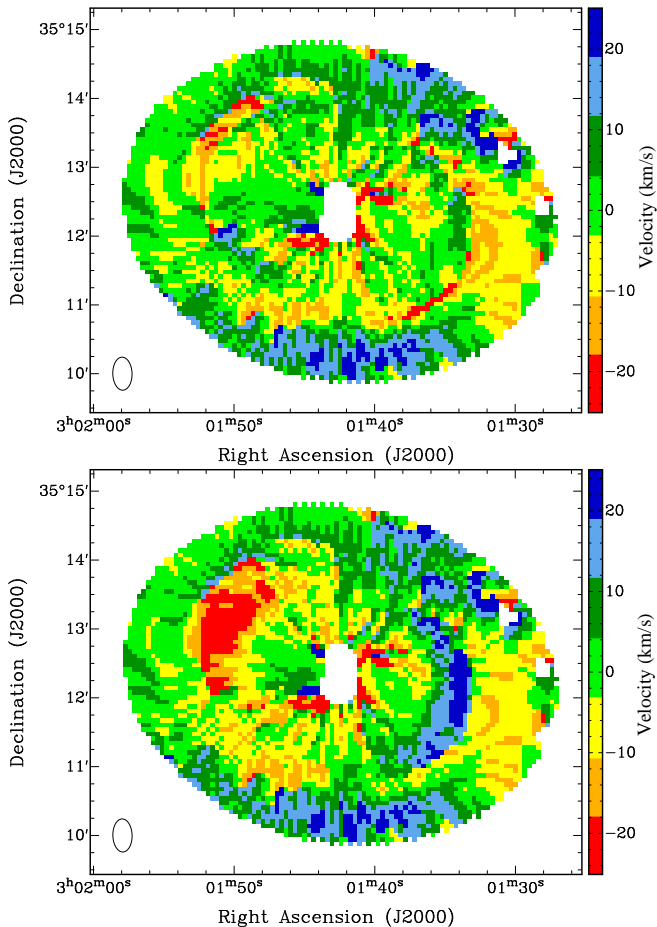 35°15′
14′
13′
12′
11′
10′
Declination (J2000)
3ʰ02ᵐ00ˢ
01ᵐ50ˢ
01ᵐ40ˢ
01ᵐ30ˢ
Right Ascension (J2000)
20
10
0
−10
−20
Velocity (km/s)
35°15′
14′
13′
12′
11′
10′
Declination (J2000)
3ʰ02ᵐ00ˢ
01ᵐ50ˢ
01ᵐ40ˢ
01ᵐ30ˢ
Right Ascension (J2000)
20
10
0
−10
−20
Velocity (km/s)